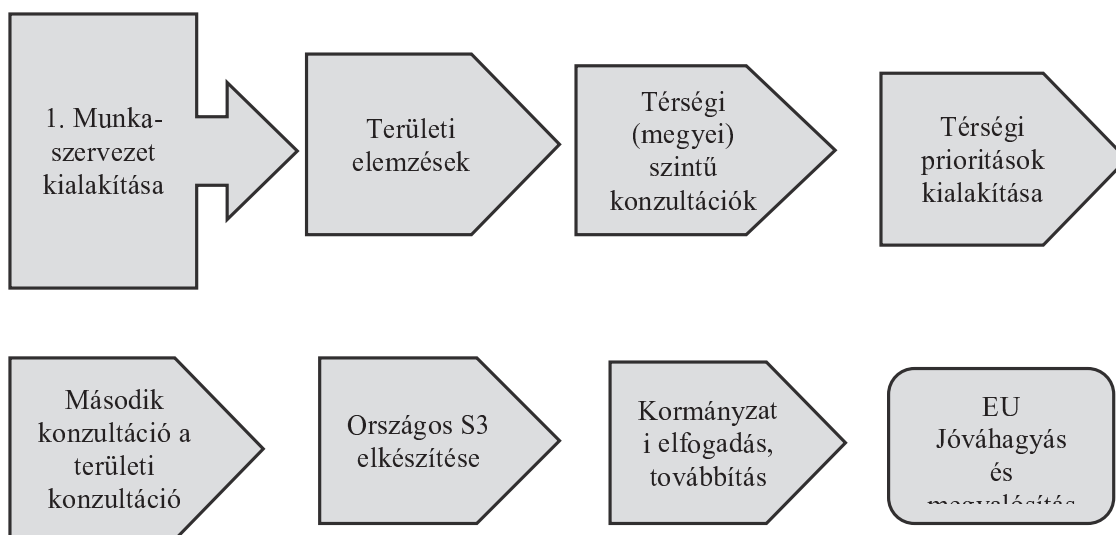 1. Munka-
szervezet
kialakítása
Területi
elemzések
Térségi
(megyei)
szintű
konzultációk
Térségi
prioritások
kialakítása
Második
konzultáció a
területi
konzultáció
Országos S3
elkészítése
Kormányzat
i elfogadás,
továbbítás
EU
Jóváhagyás
és
megvalósítás